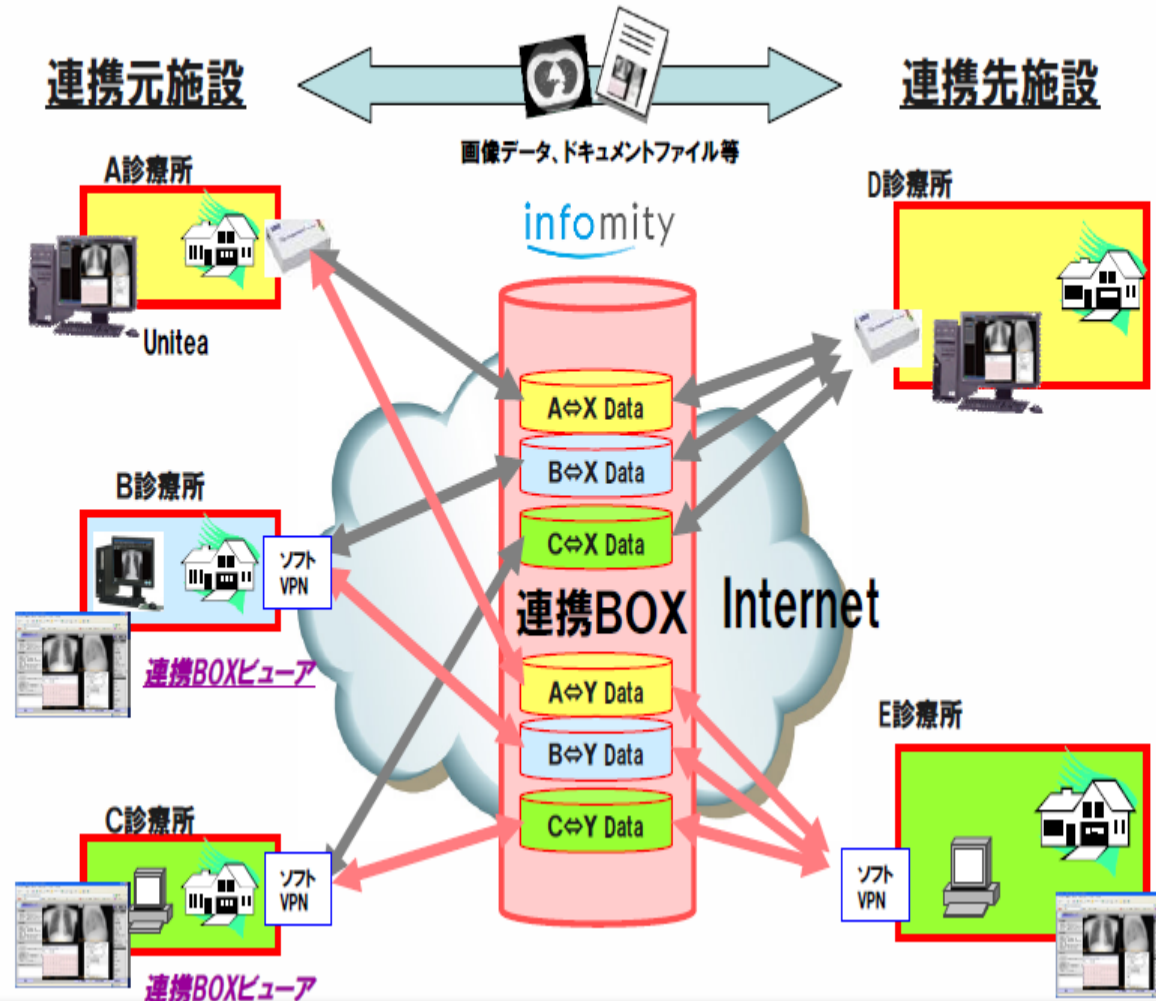 連携元施設
連携先施設
画像データ、ドキュメントファイル等
A診療所
D診療所
infomity
Unitea
A⇔X Data
B⇔X Data
C⇔X Data
B診療所
ソフト
VPN
連携BOX
Internet
連携BOXビューア
A⇔Y Data
B⇔Y Data
C⇔Y Data
E診療所
C診療所
ソフト
VPN
ソフト
VPN
連携BOXビューア